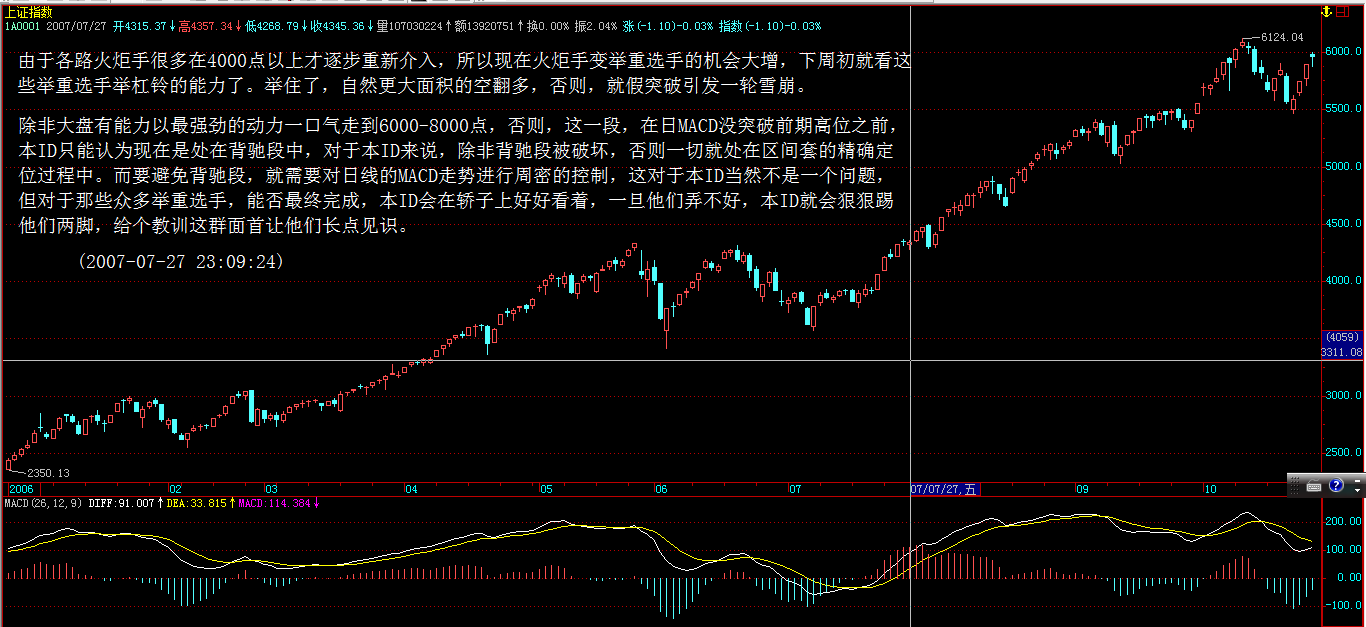 上证指数
1A0001 2007/07/27 开4315.37↓高4357.34↓低4268.79↓收4345.36↓量107030224↑额13920751↑换0.00% 振2.04% 涨(-1.10)-0.03% 指数(-1.10)-0.03%
6124.04
由于各路火炬手很多在4000点以上才逐步重新介入，所以现在火炬手变举重选手的机会大增，下周初就看这
些举重选手举杠铃的能力了。举住了，自然更大面积的空翻多，否则，就假突破引发一轮雪崩。
除非大盘有能力以最强劲的动力一口气走到6000-8000点，否则，这一段，在日MACD没突破前期高位之前，
本ID只能认为现在是处在背驰段中，对于本ID来说，除非背驰段被破坏，否则一切就处在区间套的精确定
位过程中。而要避免背驰段，就需要对日线的MACD走势进行周密的控制，这对于本ID当然不是一个问题，
但对于那些众多举重选手，能否最终完成，本ID会在轿子上好好看着，一旦他们弄不好，本ID就会狠狠踢
他们两脚，给个教训这群面首让他们长点见识。
(2007-07-27 23:09:24)
6000.0
5500.0
5000.0
4500.0
4000.0
(4059)
3311.08
3000.0
2500.0
2350.13
2006 02 03 04 05 06 07 07/07/27,五 09 10
MACD(26,12,9) DIFF:91.007↑DEA:33.815↑MACD:114.384↓
200.00
100.00
0.00
-100.0